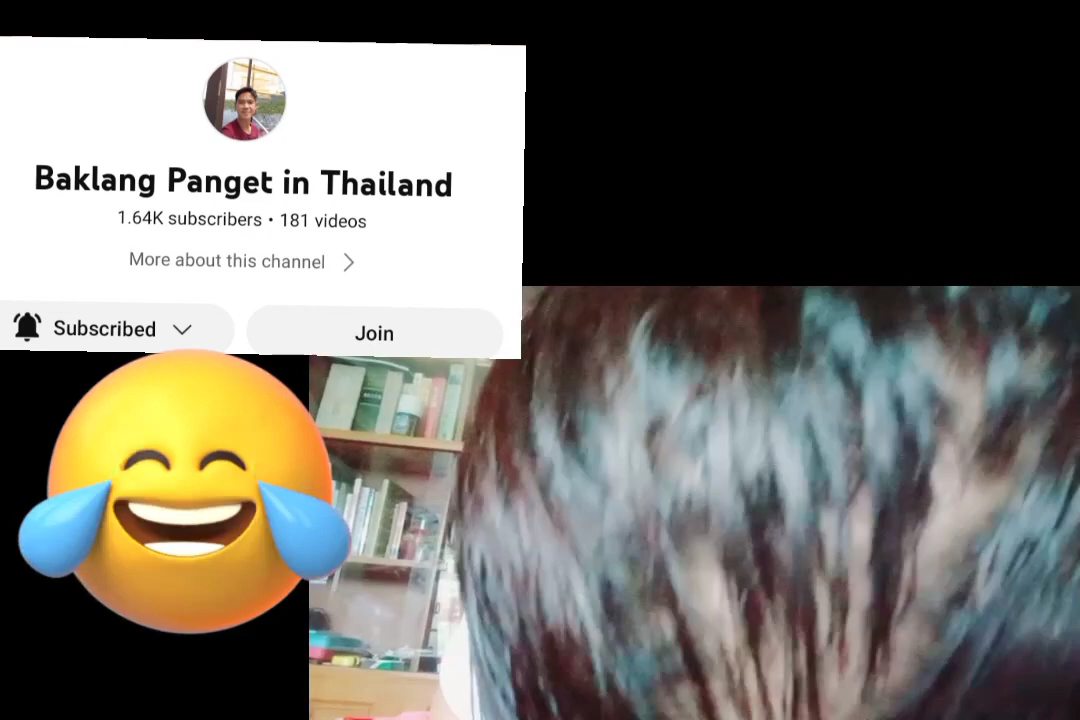 Baklang Panget in Thailand
1.64K subscribers • 181 videos
More about this channel
Subscribed
Join